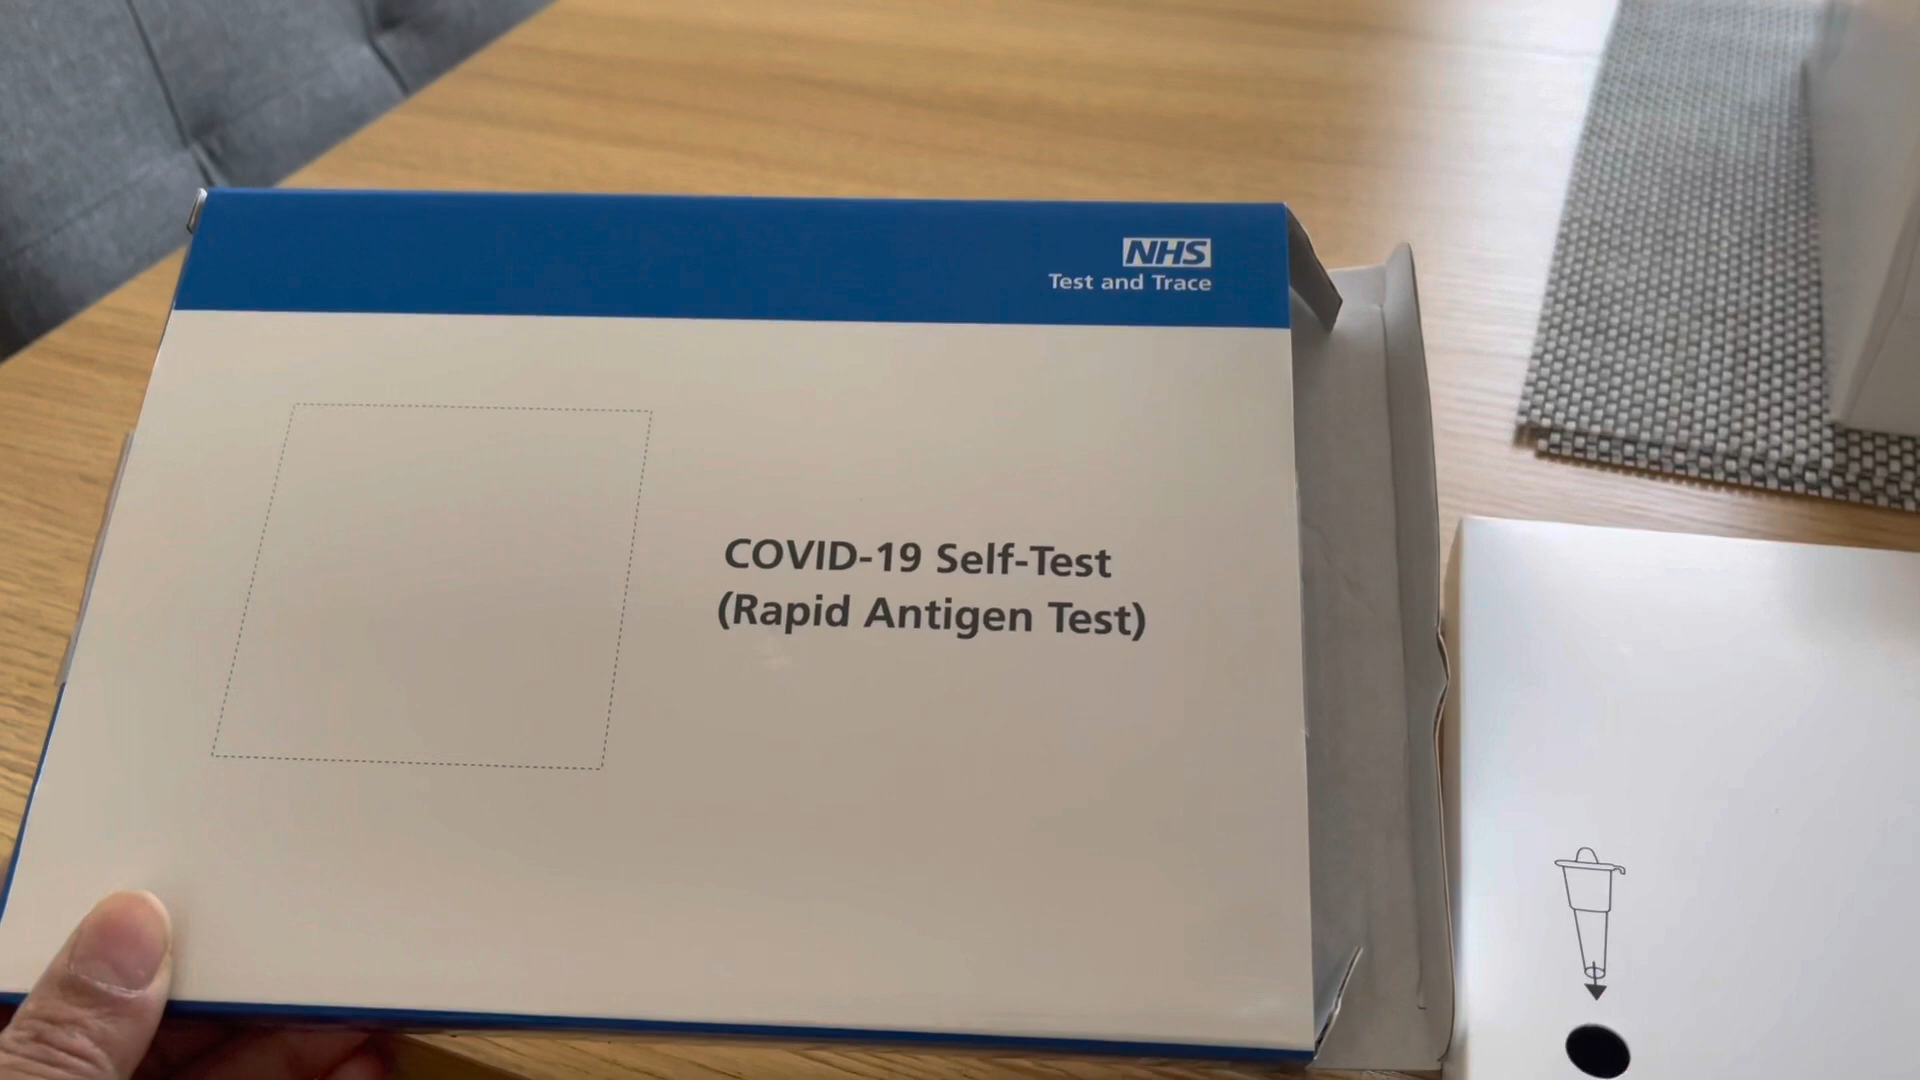 NHS
Test and Trace
COVID-19 Self-Test
(Rapid Antigen Test)